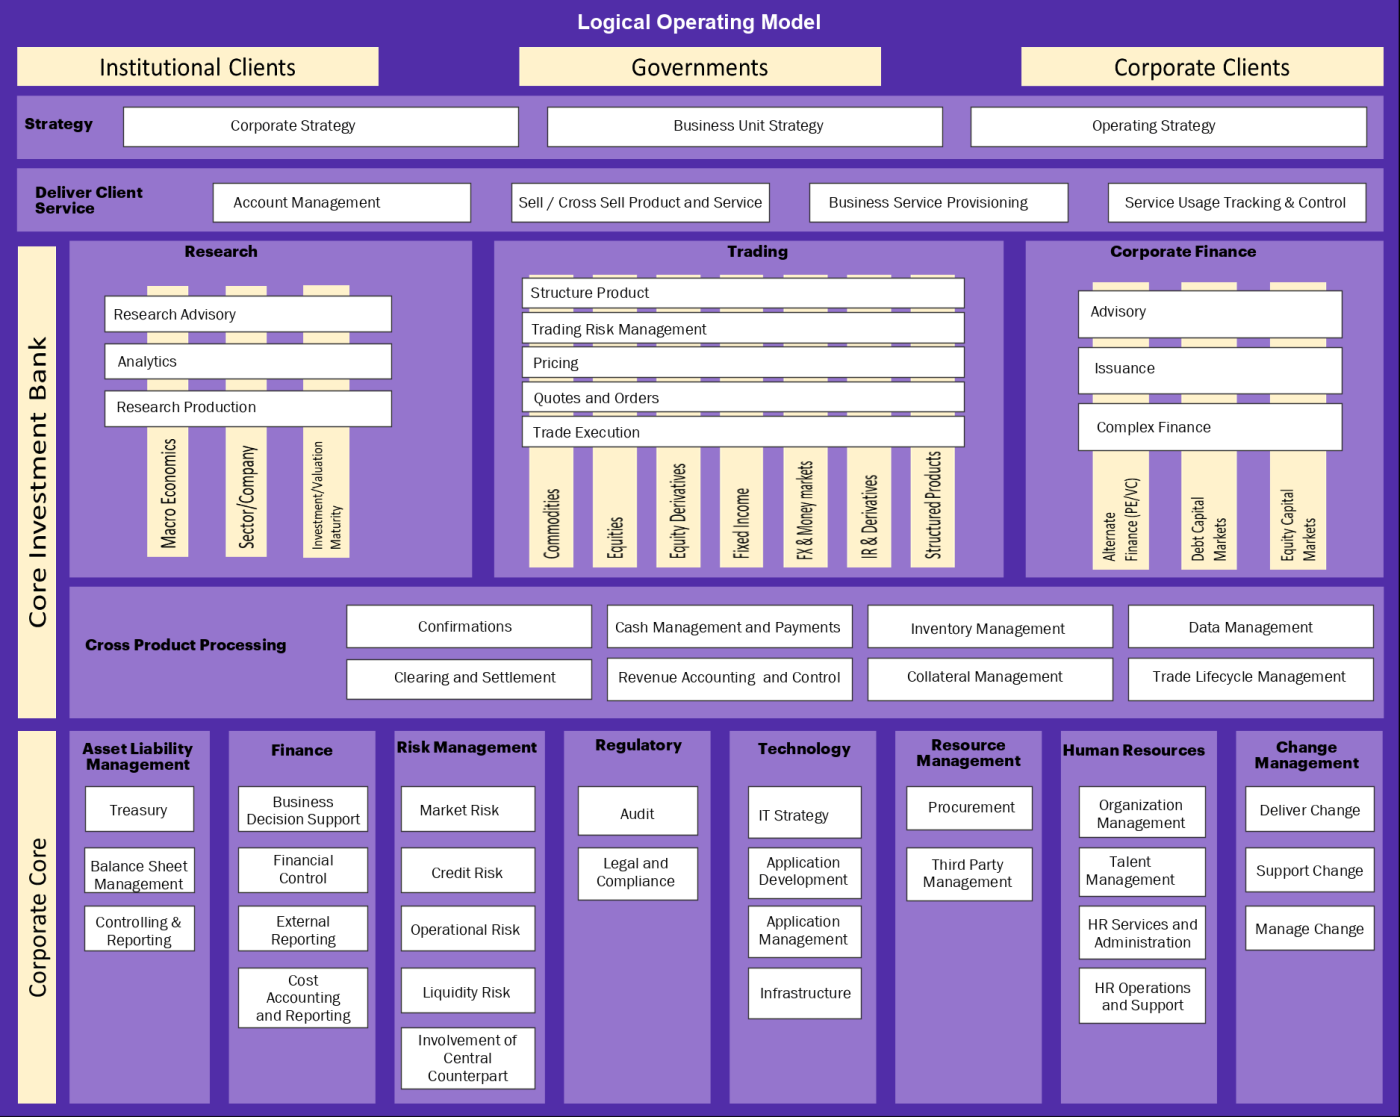 Logical Operating Model
Institutional Clients
Governments
Corporate Clients
Strategy
Corporate Strategy
Business Unit Strategy
Operating Strategy
Deliver Client
Service
Account Management
Sell / Cross Sell Product and Service
Business Service Provisioning
Service Usage Tracking & Control
Core Investment Bank
Research
Research Advisory
Analytics
Research Production
Macro Economics
Sector/Company
Investment/Valuation
Maturity
Trading
Structure Product
Trading Risk Management
Pricing
Quotes and Orders
Trade Execution
Commodities
Equities
Equity Derivatives
Fixed Income
FX & Money markets
IR & Derivatives
Structured Products
Corporate Finance
Advisory
Issuance
Complex Finance
Alternate
Finance (PE/VC)
Debt Capital
Markets
Equity Capital
Markets
Cross Product Processing
Confirmations
Cash Management and Payments
Inventory Management
Data Management
Clearing and Settlement
Revenue Accounting  and Control
Collateral Management
Trade Lifecycle Management
Corporate Core
Asset Liability
Management
Treasury
Balance Sheet
Management
Controlling &
Reporting
Finance
Business
Decision Support
Financial
Control
External
Reporting
Cost
Accounting
and Reporting
Risk Management
Market Risk
Credit Risk
Operational Risk
Liquidity Risk
Involvement of
Central
Counterpart
Regulatory
Audit
Legal and
Compliance
Technology
IT Strategy
Application
Development
Application
Management
Infrastructure
Resource
Management
Procurement
Third Party
Management
Human Resources
Organization
Management
Talent
Management
HR Services and
Administration
HR Operations
and Support
Change
Management
Deliver Change
Support Change
Manage Change